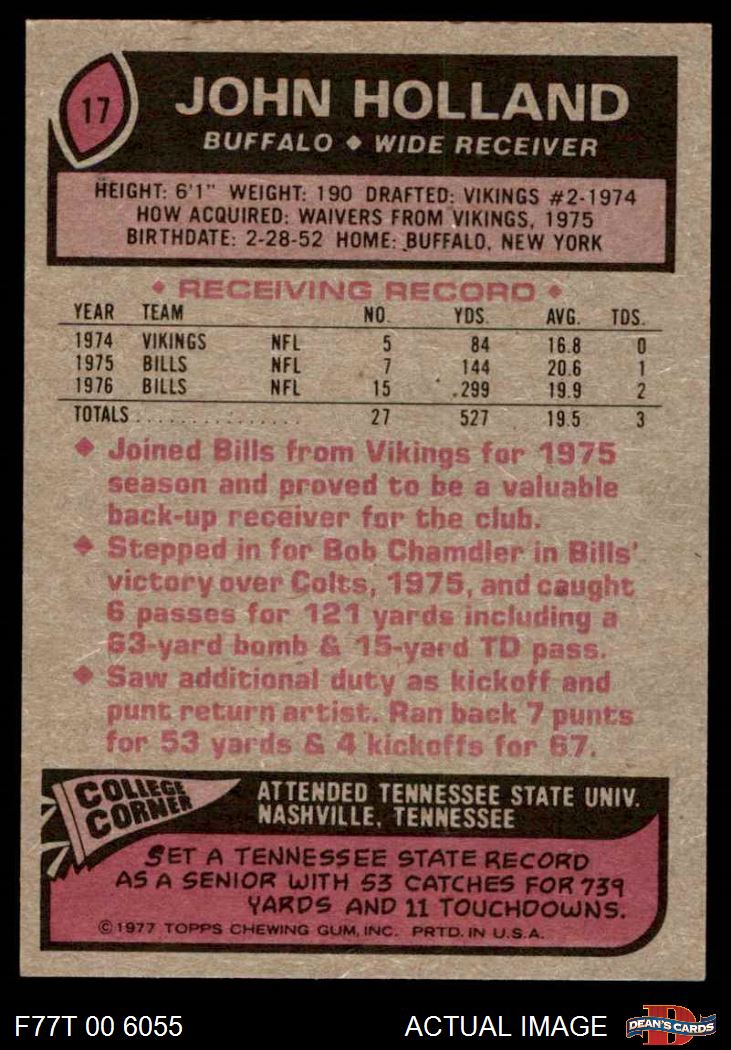 17
JOHN HOLLAND
BUFFALO ◆ WIDE RECEIVER
HEIGHT: 6'1" WEIGHT: 190 DRAFTED: VIKINGS #2-1974
HOW ACQUIRED: WAIVERS FROM VIKINGS, 1975
BIRTHDATE: 2-28-52 HOME: BUFFALO, NEW YORK
◆ RECEIVING RECORD ◆
YEAR TEAM NO. YDS. AVG. TDS.
1974 VIKINGS NFL 5 84 16.8 0
1975 BILLS NFL 7 144 20.6 1
1976 BILLS NFL 15 299 19.9 2
TOTALS................ 27 527 19.5 3
◆ Joined Bills from Vikings for 1975
season and proved to be a valuable
back-up receiver for the club.
◆ Stepped in for Bob Chamdler in Bills'
victory over Colts, 1975, and caught
6 passes for 121 yards including a
63-yard bomb & 15-yard TD pass.
◆ Saw additional duty as kickoff and
punt return artist. Ran back 7 punts
for 53 yards & 4 kickoffs for 67.
COLLEGE
CORNER
ATTENDED TENNESSEE STATE UNIV.
NASHVILLE, TENNESSEE
SET A TENNESSEE STATE RECORD
AS A SENIOR WITH 53 CATCHES FOR 739
YARDS AND 11 TOUCHDOWNS.
©1977 TOPPS CHEWING GUM, INC. PRTD. IN U.S.A.
F77T 00 6055
ACTUAL IMAGE
D
DEAN'S CARDS